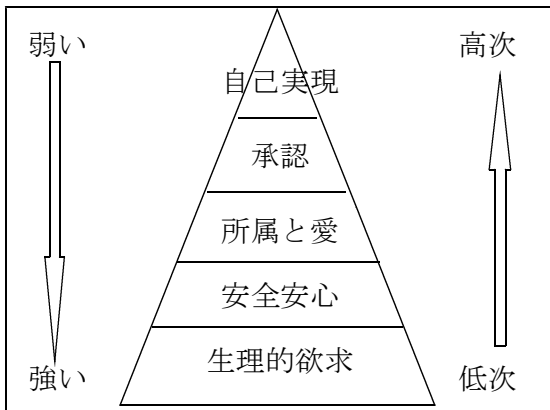 弱い
高次
自己実現
承認
所属と愛
安全安心
生理的欲求
強い
低次